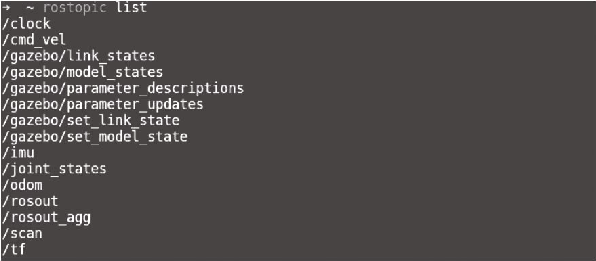 ➜  ~ rostopic list
/clock
/cmd_vel
/gazebo/link_states
/gazebo/model_states
/gazebo/parameter_descriptions
/gazebo/parameter_updates
/gazebo/set_link_state
/gazebo/set_model_state
/imu
/joint_states
/odom
/rosout
/rosout_agg
/scan
/tf